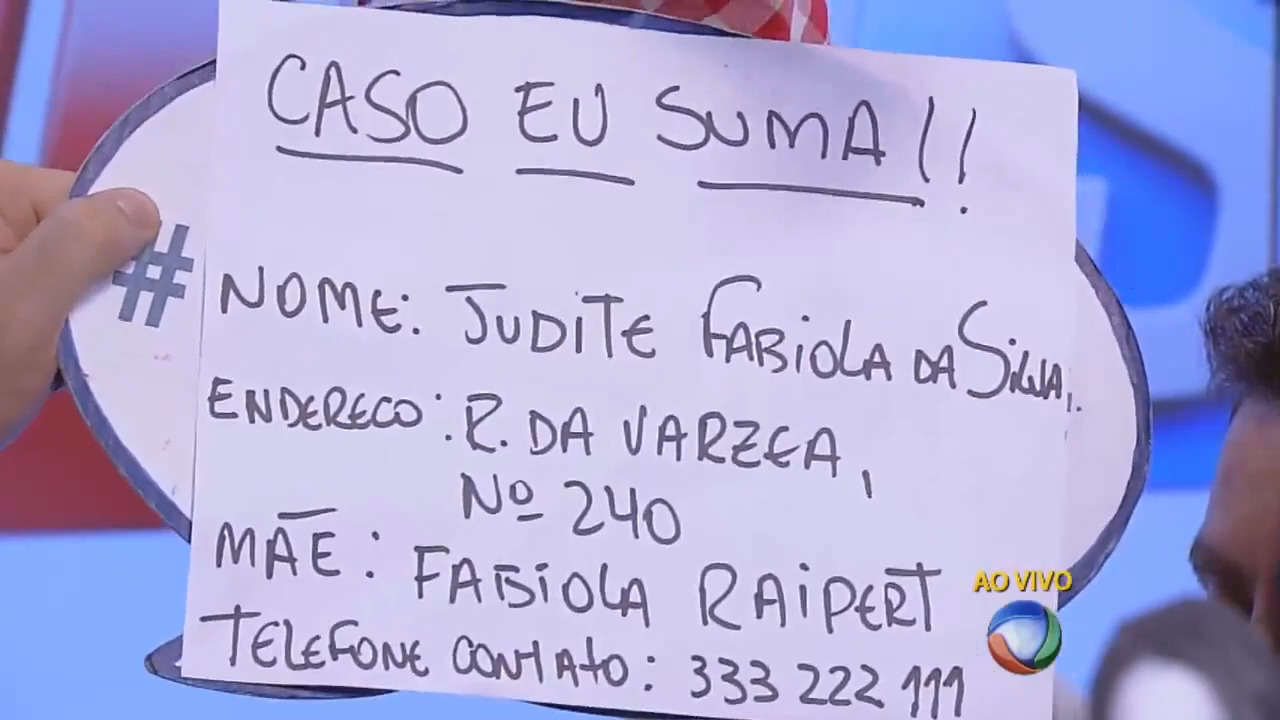 CASO EU SUMA!!
#
NOME: JUDITE FABIOLA DA SILVA,
ENDERECO: R. DA VARZEA,
Nº 240
MÃE: FABIOLA RAIPERT
TELEFONE CONTATO: 333 222 111
AO VIVO